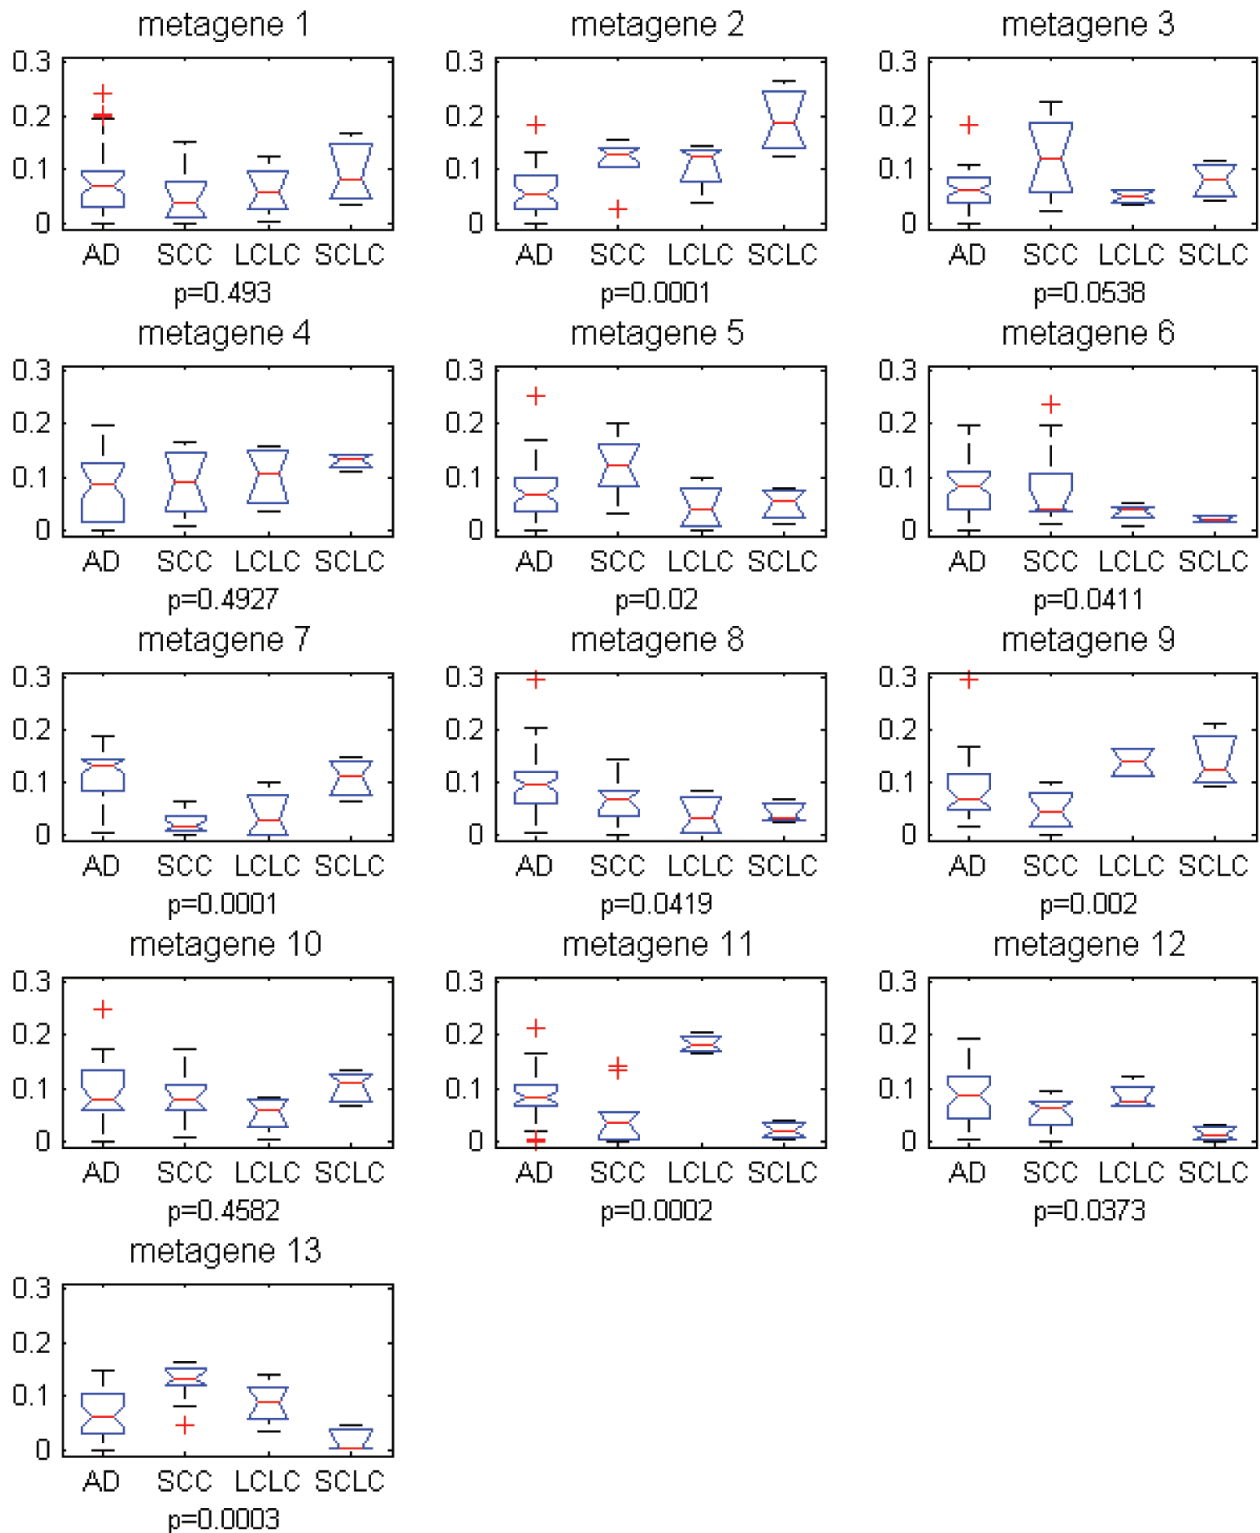 metagene 1 metagene 2 metagene 3
0.3 0.3 0.3
0.2 0.2 0.2
0.1 0.1 0.1
0 0 0
AD SCC LCLC SCLC AD SCC LCLC SCLC AD SCC LCLC SCLC
p=0.493 p=0.0001 p=0.0538
metagene 4 metagene 5 metagene 6
0.3 0.3 0.3
0.2 0.2 0.2
0.1 0.1 0.1
0 0 0
AD SCC LCLC SCLC AD SCC LCLC SCLC AD SCC LCLC SCLC
p=0.4927 p=0.02 p=0.0411
metagene 7 metagene 8 metagene 9
0.3 0.3 0.3
0.2 0.2 0.2
0.1 0.1 0.1
0 0 0
AD SCC LCLC SCLC AD SCC LCLC SCLC AD SCC LCLC SCLC
p=0.0001 p=0.0419 p=0.002
metagene 10 metagene 11 metagene 12
0.3 0.3 0.3
0.2 0.2 0.2
0.1 0.1 0.1
0 0 0
AD SCC LCLC SCLC AD SCC LCLC SCLC AD SCC LCLC SCLC
p=0.4582 p=0.0002 p=0.0373
metagene 13
0.3
0.2
0.1
0
AD SCC LCLC SCLC
p=0.0003